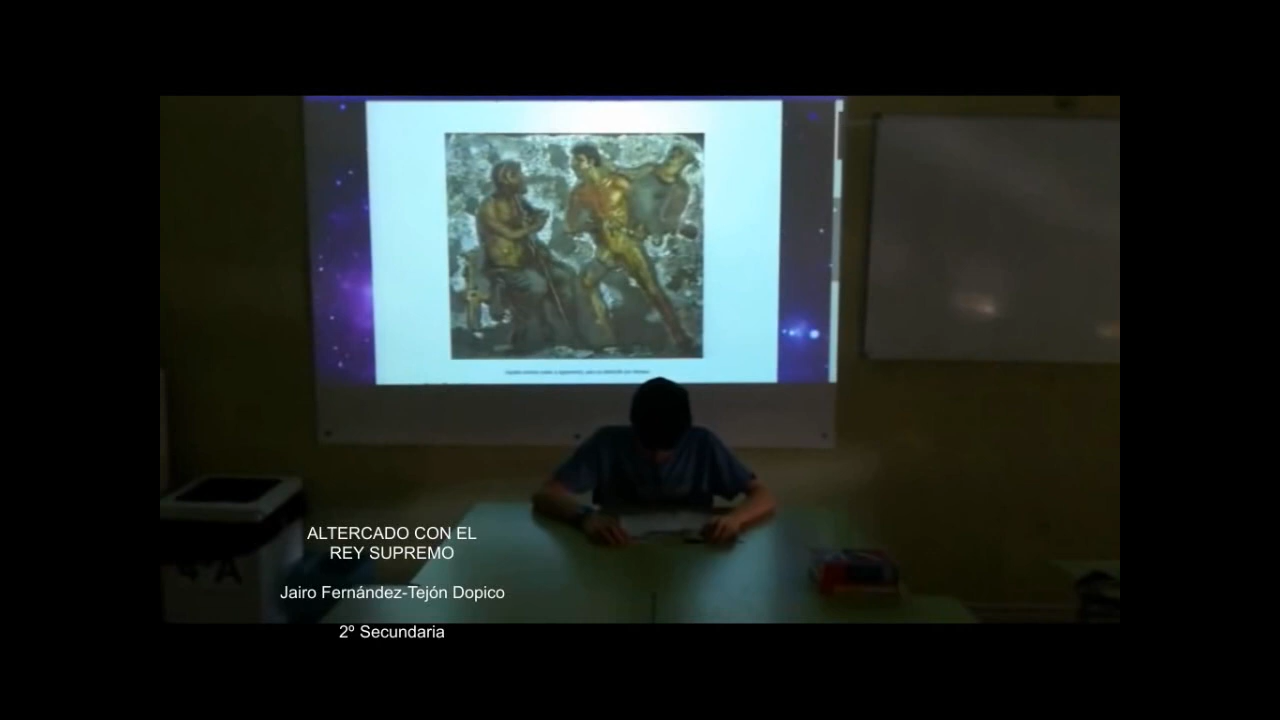 ALTERCADO CON EL
REY SUPREMO
Jairo Fernández-Tejón Dopico
2º Secundaria